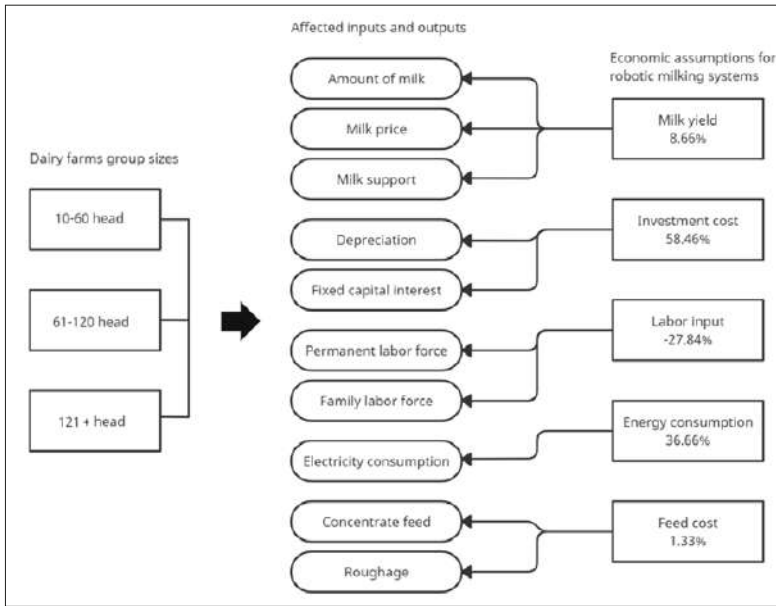 Affected inputs and outputs
Economic assumptions for
robotic milking systems
Dairy farms group sizes
10-60 head
61-120 head
121 + head
Amount of milk
Milk price
Milk support
Depreciation
Fixed capital interest
Permanent labor force
Family labor force
Electricity consumption
Concentrate feed
Roughage
Milk yield
8.66%
Investment cost
58.46%
Labor input
-27.84%
Energy consumption
36.66%
Feed cost
1.33%